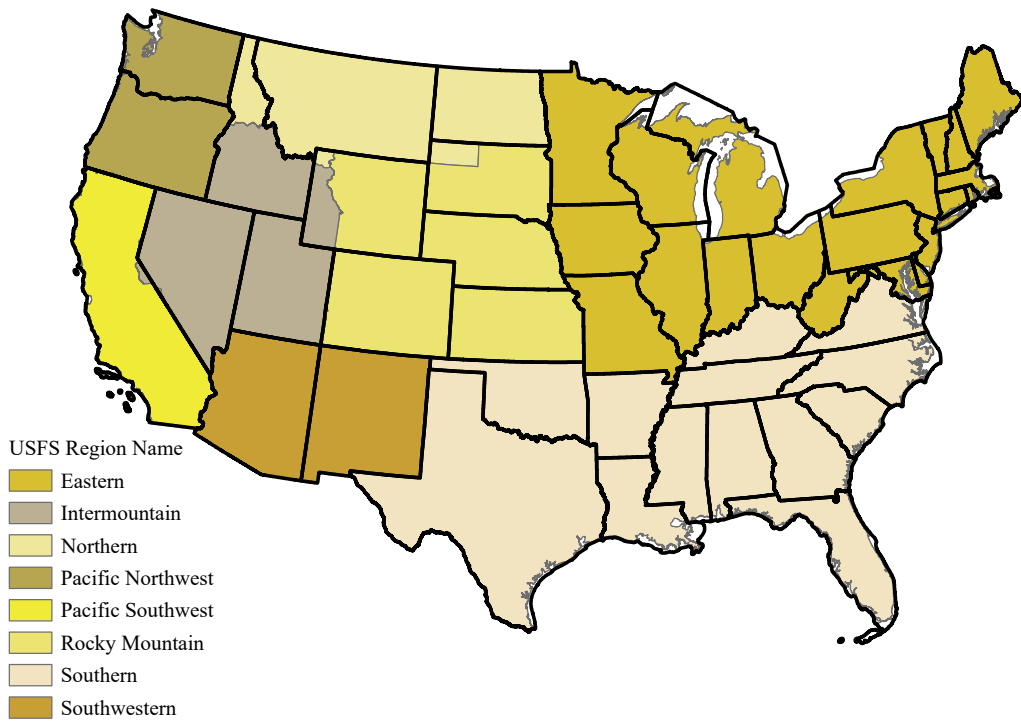 USFS Region Name
Eastern
Intermountain
Northern
Pacific Northwest
Pacific Southwest
Rocky Mountain
Southern
Southwestern